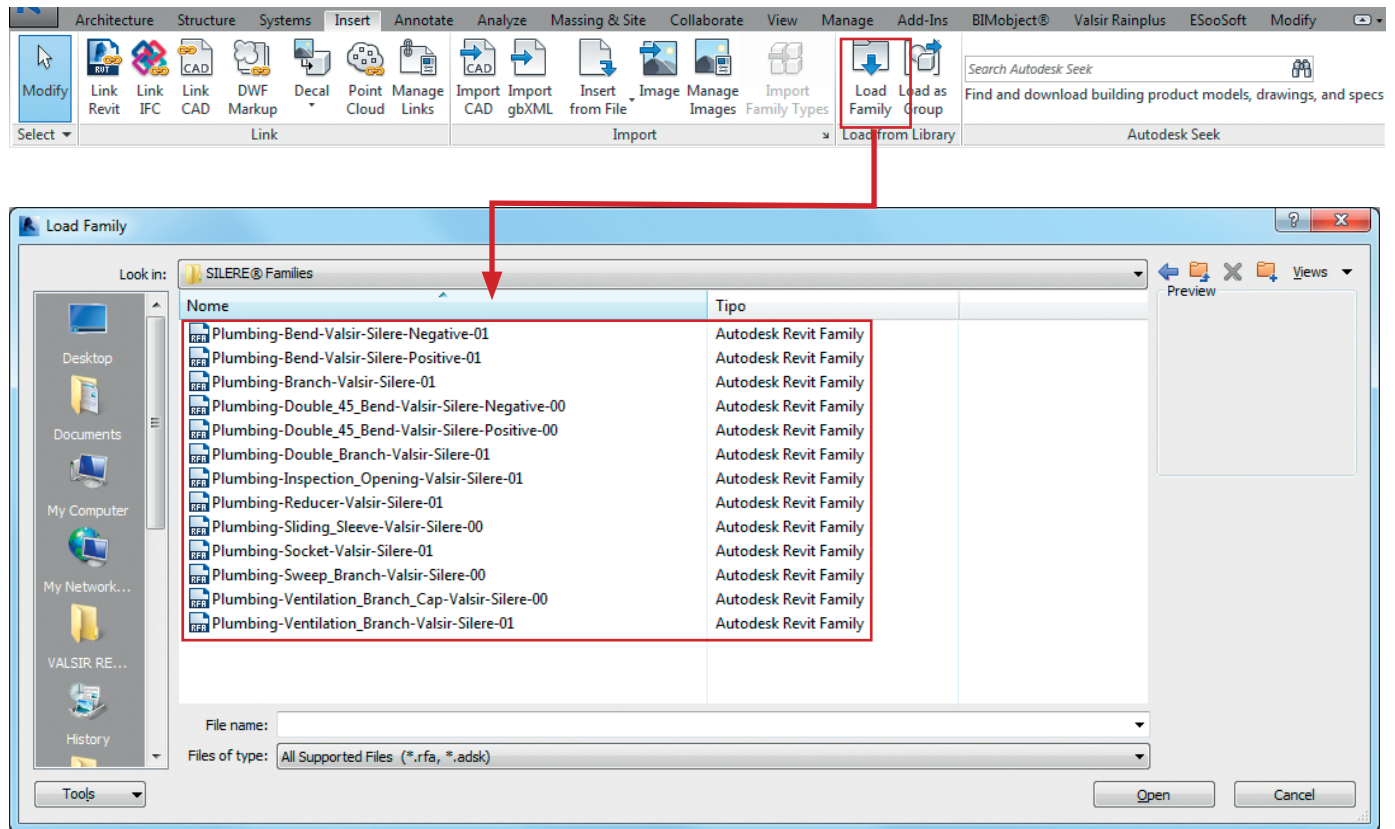 Architecture Structure Systems Insert Annotate Analyze Massing & Site Collaborate View Manage Add-Ins BIMobject® Valsir Rainplus ESooSoft Modify
Modify
Link Revit
Link IFC
Link CAD
DWF Markup
Decal
Point Cloud
Manage Links
Import CAD
Import gbXML
Insert from File
Image
Manage Images
Import Family Types
Load Family
Load as Group
Search Autodesk Seek
Find and download building product models, drawings, and specs
Select Link Import Load from Library Autodesk Seek
RVT
CAD
CAD
Load Family
Look in: SILERE® Families Views
Nome Tipo Preview
Plumbing-Bend-Valsir-Silere-Negative-01 Autodesk Revit Family
Plumbing-Bend-Valsir-Silere-Positive-01 Autodesk Revit Family
Plumbing-Branch-Valsir-Silere-01 Autodesk Revit Family
Plumbing-Double_45_Bend-Valsir-Silere-Negative-00 Autodesk Revit Family
Plumbing-Double_45_Bend-Valsir-Silere-Positive-00 Autodesk Revit Family
Plumbing-Double_Branch-Valsir-Silere-01 Autodesk Revit Family
Plumbing-Inspection_Opening-Valsir-Silere-01 Autodesk Revit Family
Plumbing-Reducer-Valsir-Silere-01 Autodesk Revit Family
Plumbing-Sliding_Sleeve-Valsir-Silere-00 Autodesk Revit Family
Plumbing-Socket-Valsir-Silere-01 Autodesk Revit Family
Plumbing-Sweep_Branch-Valsir-Silere-00 Autodesk Revit Family
Plumbing-Ventilation_Branch_Cap-Valsir-Silere-00 Autodesk Revit Family
Plumbing-Ventilation_Branch-Valsir-Silere-01 Autodesk Revit Family
Desktop
Documents
My Computer
My Network...
VALSIR RE...
History
File name:
Files of type: All Supported Files (*.rfa, *.adsk)
Tools Open Cancel